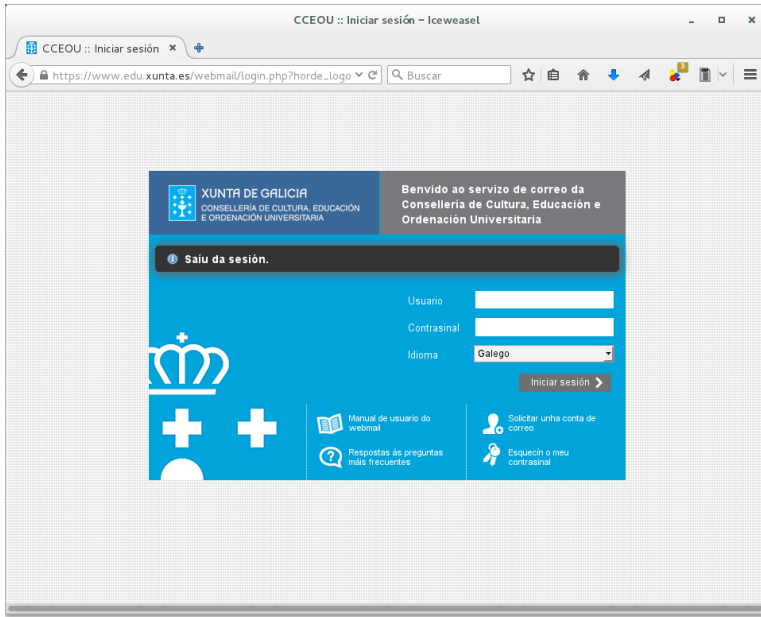 CCEOU :: Iniciar sesión – Iceweasel
CCEOU :: Iniciar sesión
https://www.edu.xunta.es/webmail/login.php?horde_logo
Buscar
3
XUNTA DE GALICIA
CONSELLERÍA DE CULTURA, EDUCACIÓN
E ORDENACIÓN UNIVERSITARIA
Benvido ao servizo de correo da
Consellería de Cultura, Educación e
Ordenación Universitaria
Saíu da sesión.
Usuario
Contrasinal
Idioma
Galego
Iniciar sesión
Manual de usuario do
webmail
Solicitar unha conta de
correo
Respostas ás preguntas
máis frecuentes
Esquecín o meu
contrasinal